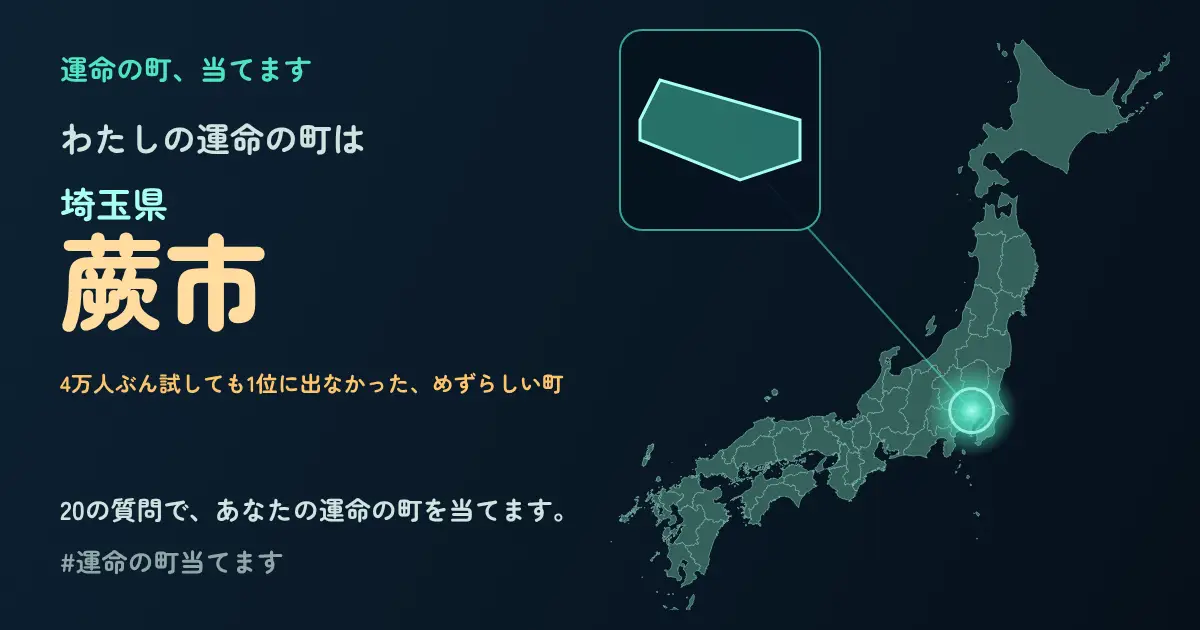 運命の町、当てます
わたしの運命の町は
埼玉県
蕨市
4万人ぶん試しても1位に出なかった、めずらしい町
20の質問で、あなたの運命の町を当てます。
#運命の町当てます